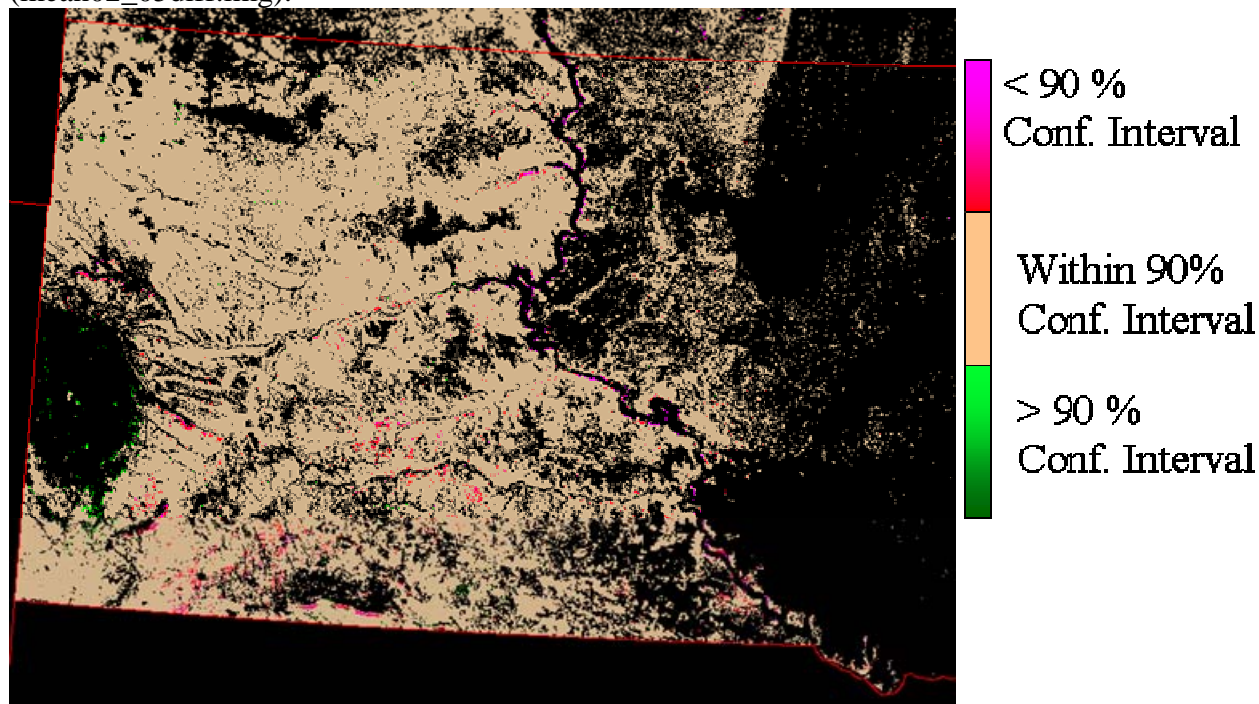 < 90 %
Conf. Interval
Within 90%
Conf. Interval
> 90 %
Conf. Interval